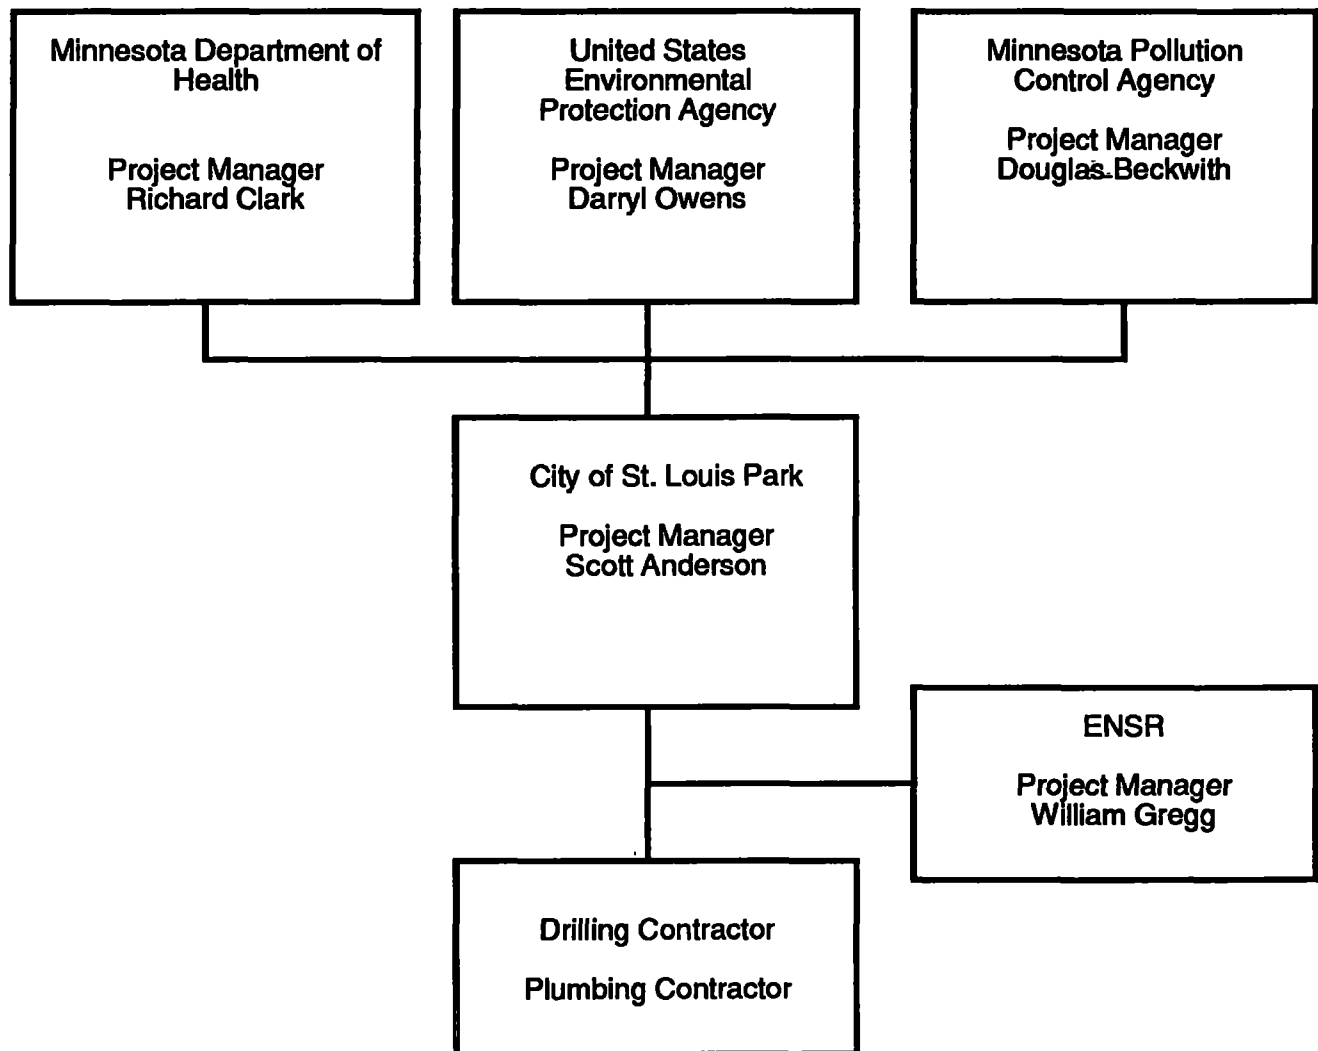 Minnesota Department of
Health
Project Manager
Richard Clark
United States
Environmental
Protection Agency
Project Manager
Darryl Owens
Minnesota Pollution
Control Agency
Project Manager
Douglas Beckwith
City of St. Louis Park
Project Manager
Scott Anderson
ENSR
Project Manager
William Gregg
Drilling Contractor
Plumbing Contractor